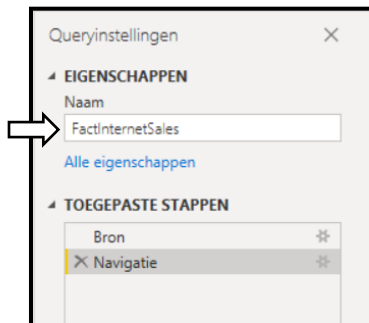 Queryinstellingen
EIGENSCHAPPEN
Naam
FactInternetSales
Alle eigenschappen
TOEGEPASTE STAPPEN
Bron
Navigatie